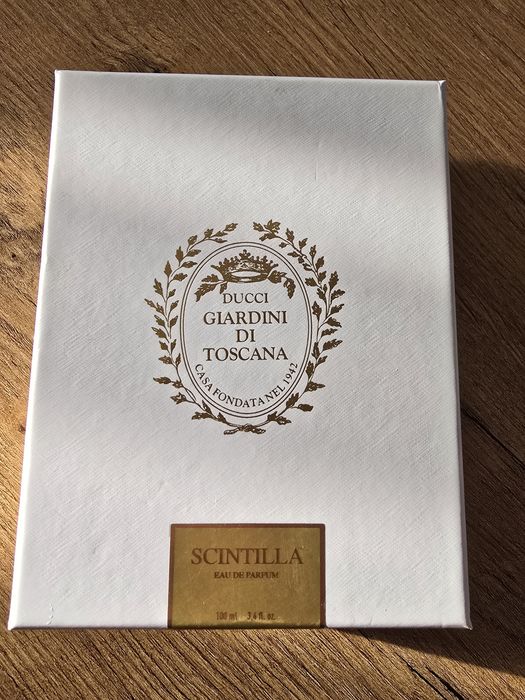 DUCCI
GIARDINI
DI
TOSCANA
CASA FONDATA NEL 1942
SCINTILLA
EAU DE PARFUM
100 ml 3,4 fl. oz.